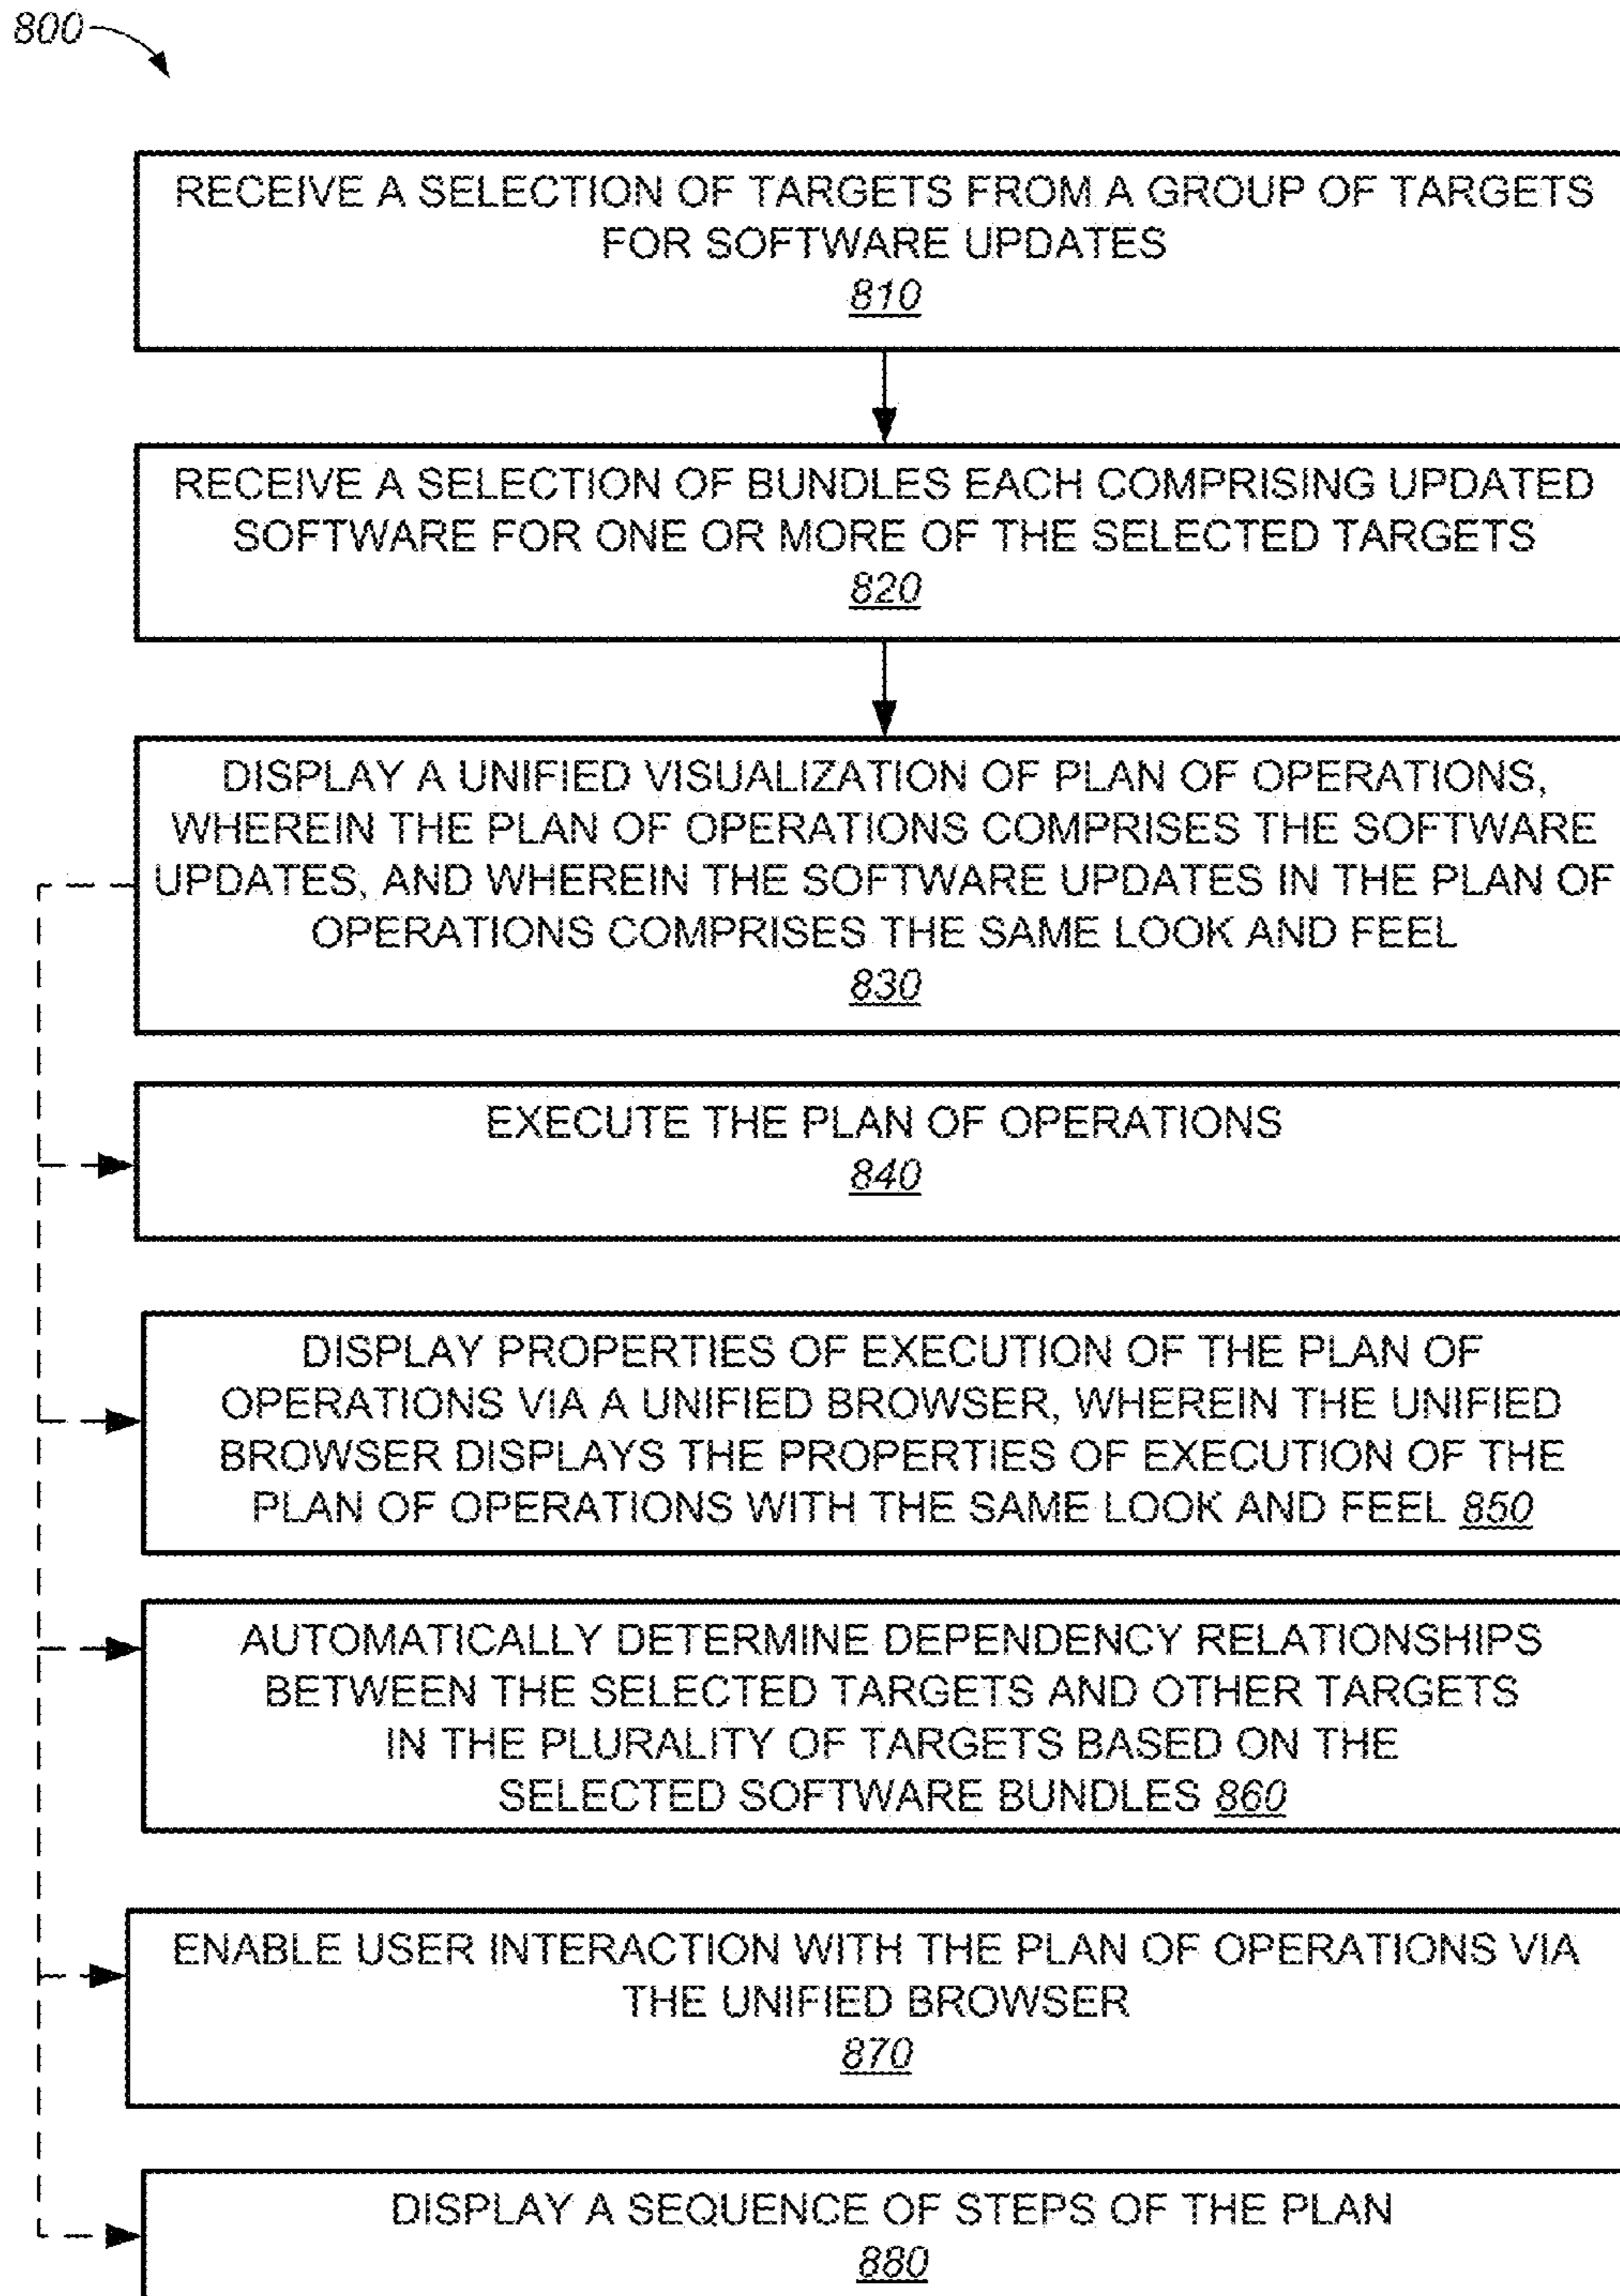 800
RECEIVE A SELECTION OF TARGETS FROM A GROUP OF TARGETS
FOR SOFTWARE UPDATES
810
RECEIVE A SELECTION OF BUNDLES EACH COMPRISING UPDATED
SOFTWARE FOR ONE OR MORE OF THE SELECTED TARGETS
820
DISPLAY A UNIFIED VISUALIZATION OF PLAN OF OPERATIONS,
WHEREIN THE PLAN OF OPERATIONS COMPRISES THE SOFTWARE
UPDATES, AND WHEREIN THE SOFTWARE UPDATES IN THE PLAN OF
OPERATIONS COMPRISES THE SAME LOOK AND FEEL
830
EXECUTE THE PLAN OF OPERATIONS
840
DISPLAY PROPERTIES OF EXECUTION OF THE PLAN OF
OPERATIONS VIA A UNIFIED BROWSER, WHEREIN THE UNIFIED
BROWSER DISPLAYS THE PROPERTIES OF EXECUTION OF THE
PLAN OF OPERATIONS WITH THE SAME LOOK AND FEEL 850
AUTOMATICALLY DETERMINE DEPENDENCY RELATIONSHIPS
BETWEEN THE SELECTED TARGETS AND OTHER TARGETS
IN THE PLURALITY OF TARGETS BASED ON THE
SELECTED SOFTWARE BUNDLES 860
ENABLE USER INTERACTION WITH THE PLAN OF OPERATIONS VIA
THE UNIFIED BROWSER
870
DISPLAY A SEQUENCE OF STEPS OF THE PLAN
880